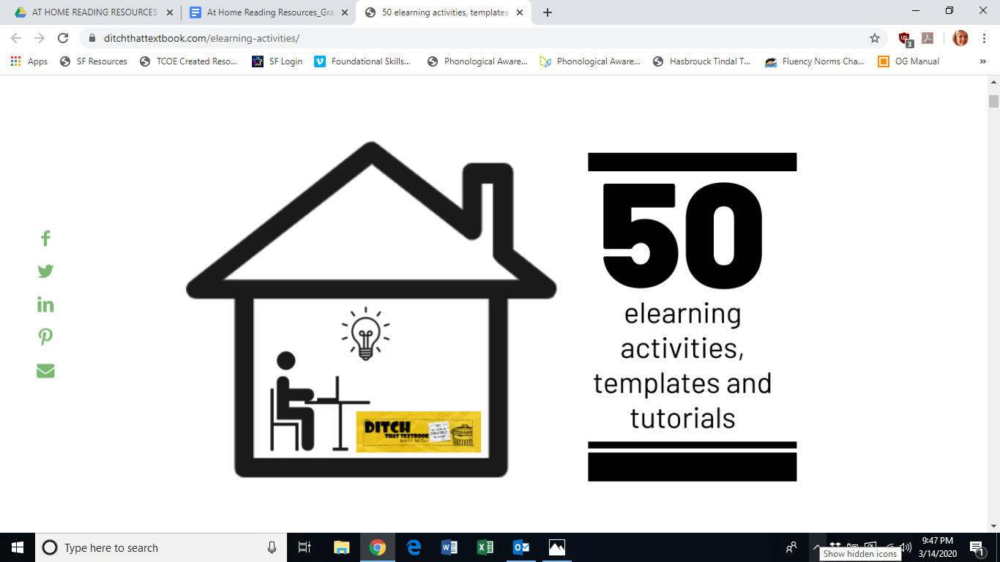 AT HOME READING RESOURCES
At Home Reading Resources_Gra
50 elearning activities, templates
ditchthattextbook.com/elearning-activities/
3
Apps
SF Resources
TCOE Created Reso...
SF Login
Foundational Skills...
Phonological Aware...
Phonological Aware...
Hasbrouck Tindal T...
Fluency Norms Cha...
OG Manual
»
50
elearning
activities,
templates and
tutorials
DITCH
THAT TEXTBOOK
Type here to search
9:47 PM
3/14/2020
1
Show hidden icons